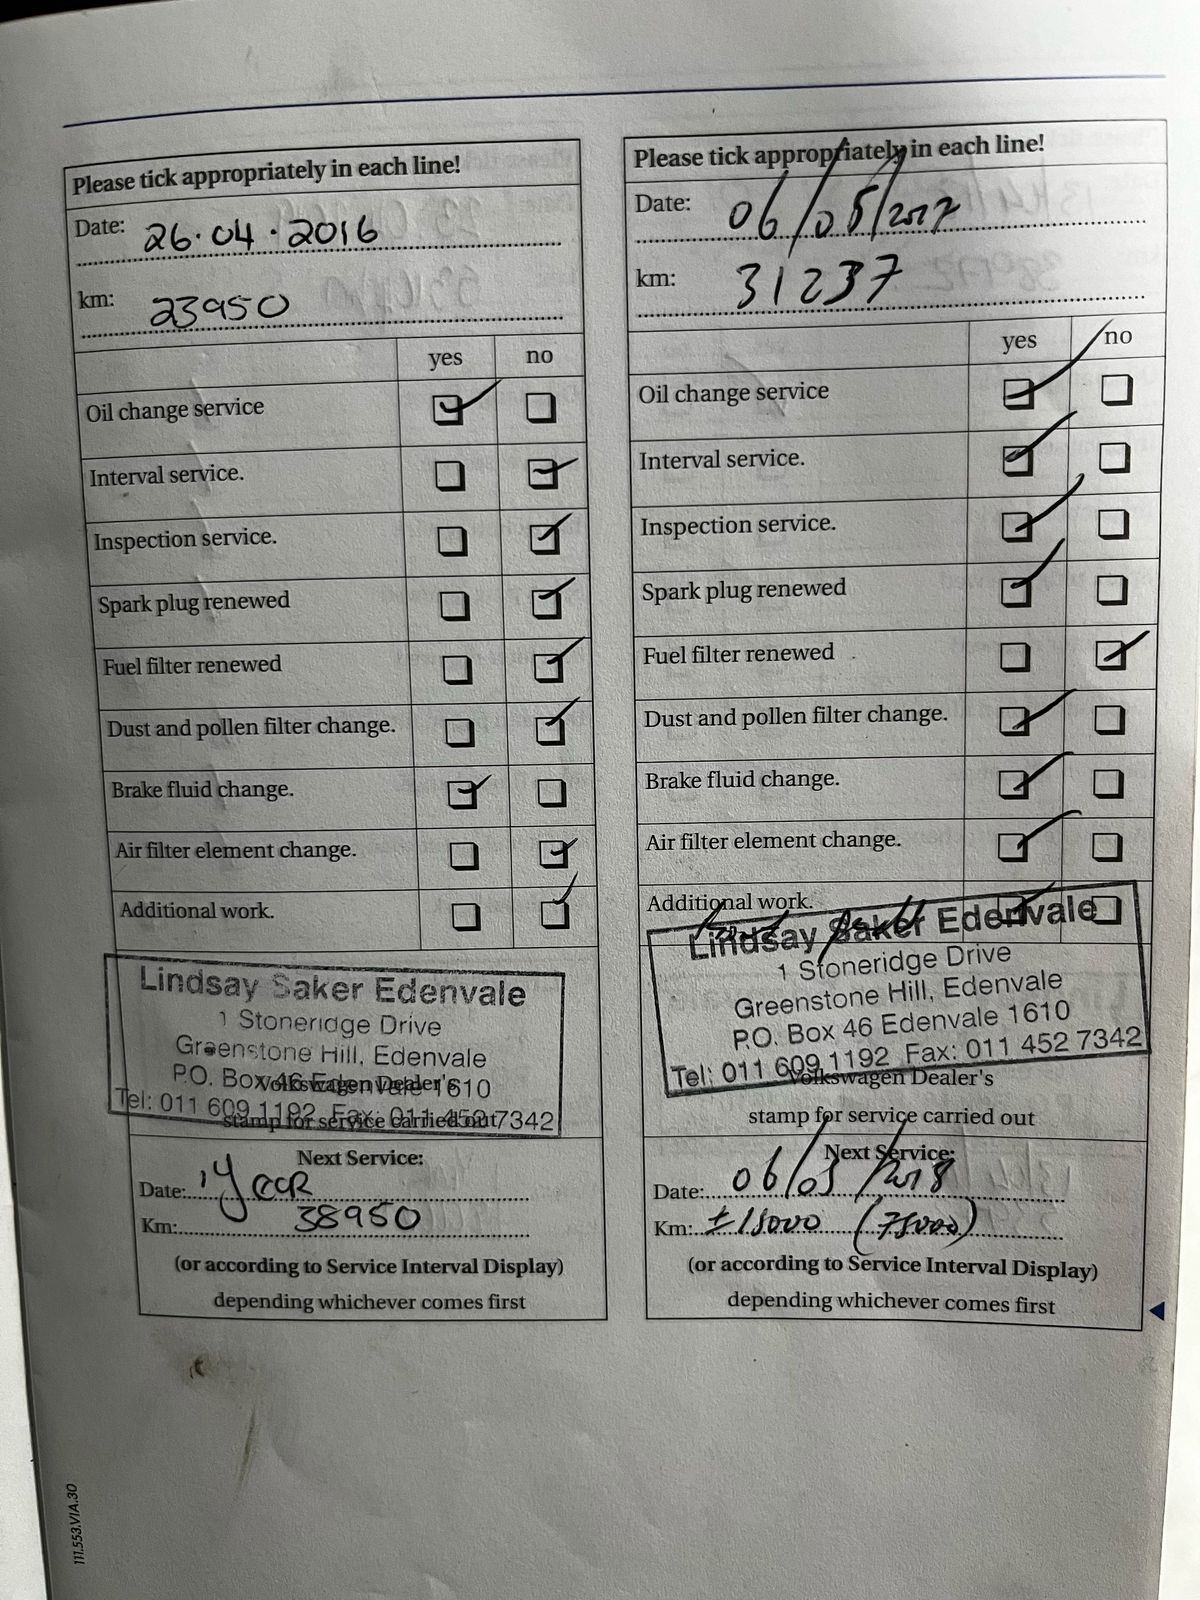 Please tick appropriately in each line!
Date: 26.04.2016
km: 23950
yes no
Oil change service
Interval service.
Inspection service.
Spark plug renewed
Fuel filter renewed
Dust and pollen filter change.
Brake fluid change.
Air filter element change.
Additional work.
Lindsay Saker Edenvale
1 Stoneridge Drive
Greenstone Hill, Edenvale
P.O. Box 46 Edenvale 1610
Tel: 011 609 1192 Fax: 011 452 7342
Volkswagen Dealer's
stamp for service carried out
Next Service:
Date: 1 year
Km: 38950
(or according to Service Interval Display)
depending whichever comes first
111.553.VIA.30
Please tick appropriately in each line!
Date: 06/05/2017
km: 31237
yes no
Oil change service
Interval service.
Inspection service.
Spark plug renewed
Fuel filter renewed
Dust and pollen filter change.
Brake fluid change.
Air filter element change.
Additional work.
Lindsay Saker Edenvale
1 Stoneridge Drive
Greenstone Hill, Edenvale
P.O. Box 46 Edenvale 1610
Tel: 011 609 1192 Fax: 011 452 7342
Volkswagen Dealer's
stamp for service carried out
Next Service:
Date: 06/05/2018
Km: ±15000 (75000)
(or according to Service Interval Display)
depending whichever comes first